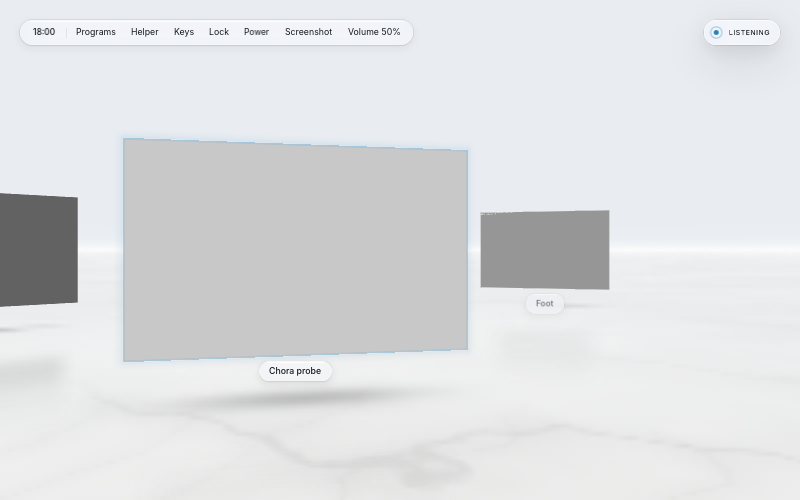 18:00 Programs Helper Keys Lock Power Screenshot Volume 50%
LISTENING
Foot
Chora probe